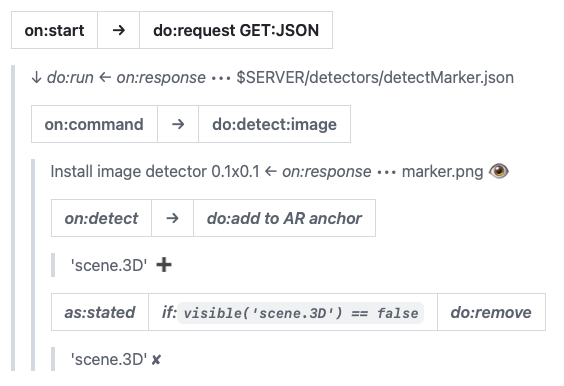 on:start → do:request GET:JSON
↓ do:run ← on:response ••• $SERVER/detectors/detectMarker.json
on:command → do:detect:image
Install image detector 0.1x0.1 ← on:response ••• marker.png 👁️
on:detect → do:add to AR anchor
'scene.3D' ➕
as:stated if:visible('scene.3D') == false do:remove
'scene.3D' ✘